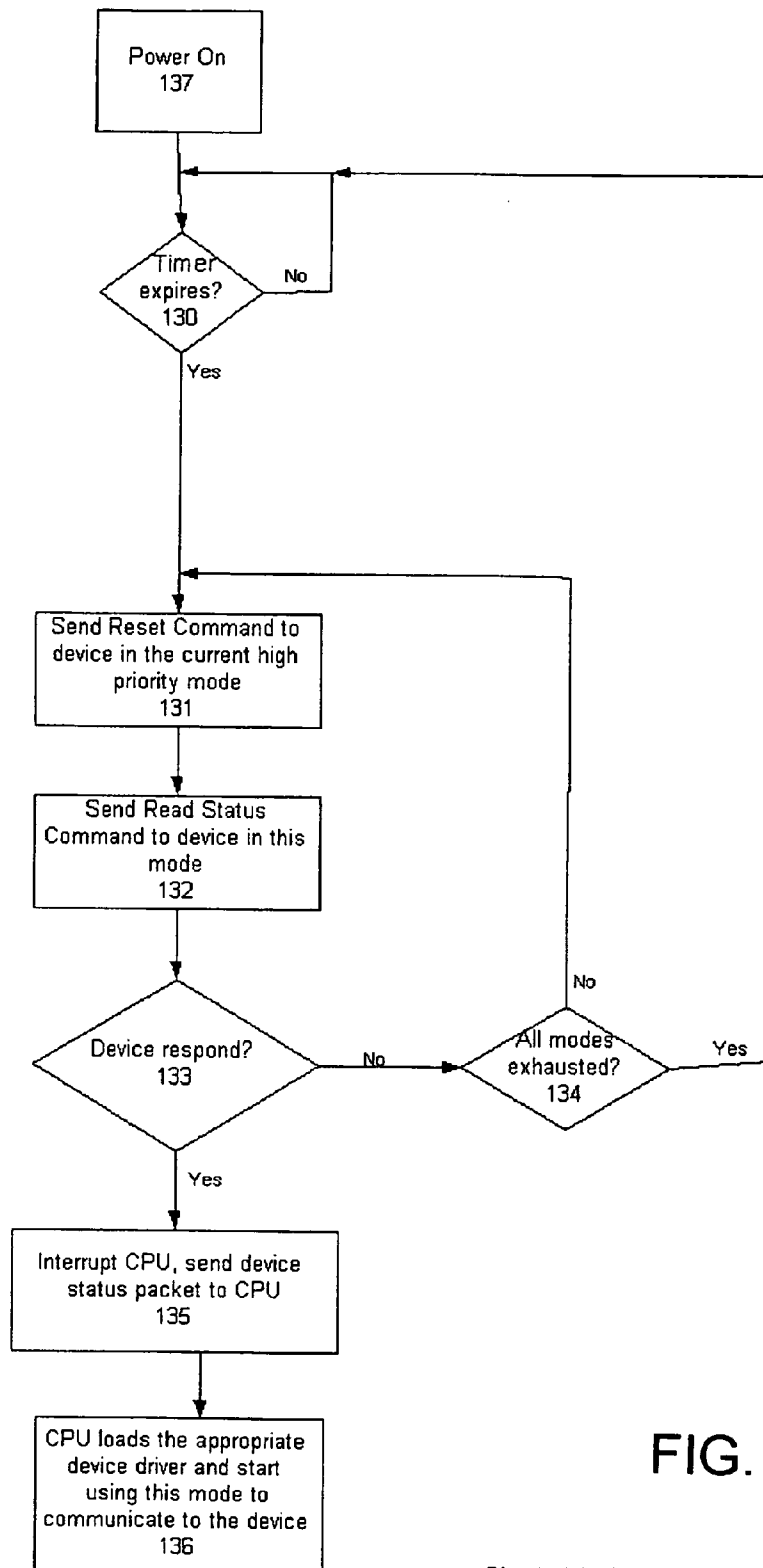 Power On
137
Timer
expires?
130
No
Yes
Send Reset Command to
device in the current high
priority mode
131
Send Read Status
Command to device in this
mode
132
Device respond?
133
No
All modes
exhausted?
134
No
Yes
Yes
Interrupt CPU, send device
status packet to CPU
135
CPU loads the appropriate
device driver and start
using this mode to
communicate to the device
136
FIG.